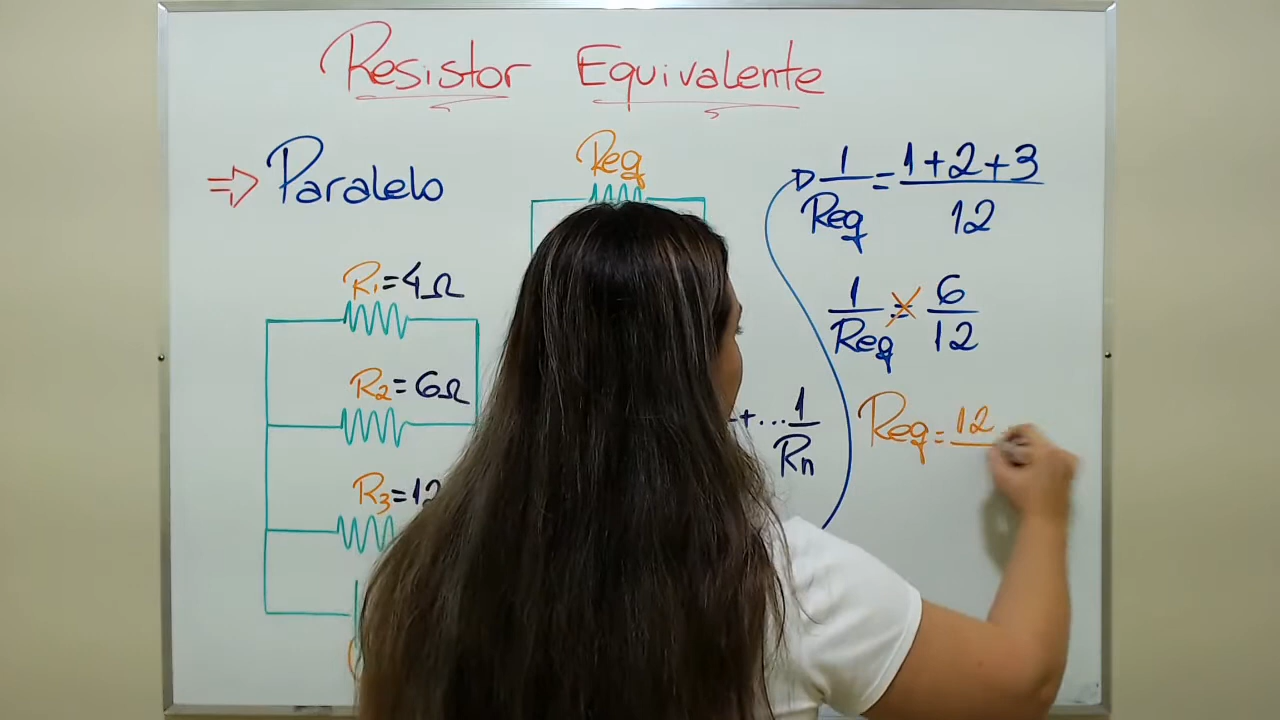 Resistor Equivalente
⇒ Paralelo
Req
R1=4Ω
R2=6Ω
R3=12
+...1/Rn
1/Req = 1+2+3/12
1/Req = 6/12
Req = 12